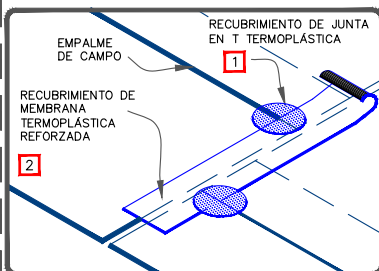 RECUBRIMIENTO DE JUNTA
EN T TERMOPLÁSTICA
1
EMPALME
DE CAMPO
RECUBRIMIENTO DE
MEMBRANA
TERMOPLÁSTICA
REFORZADA
2